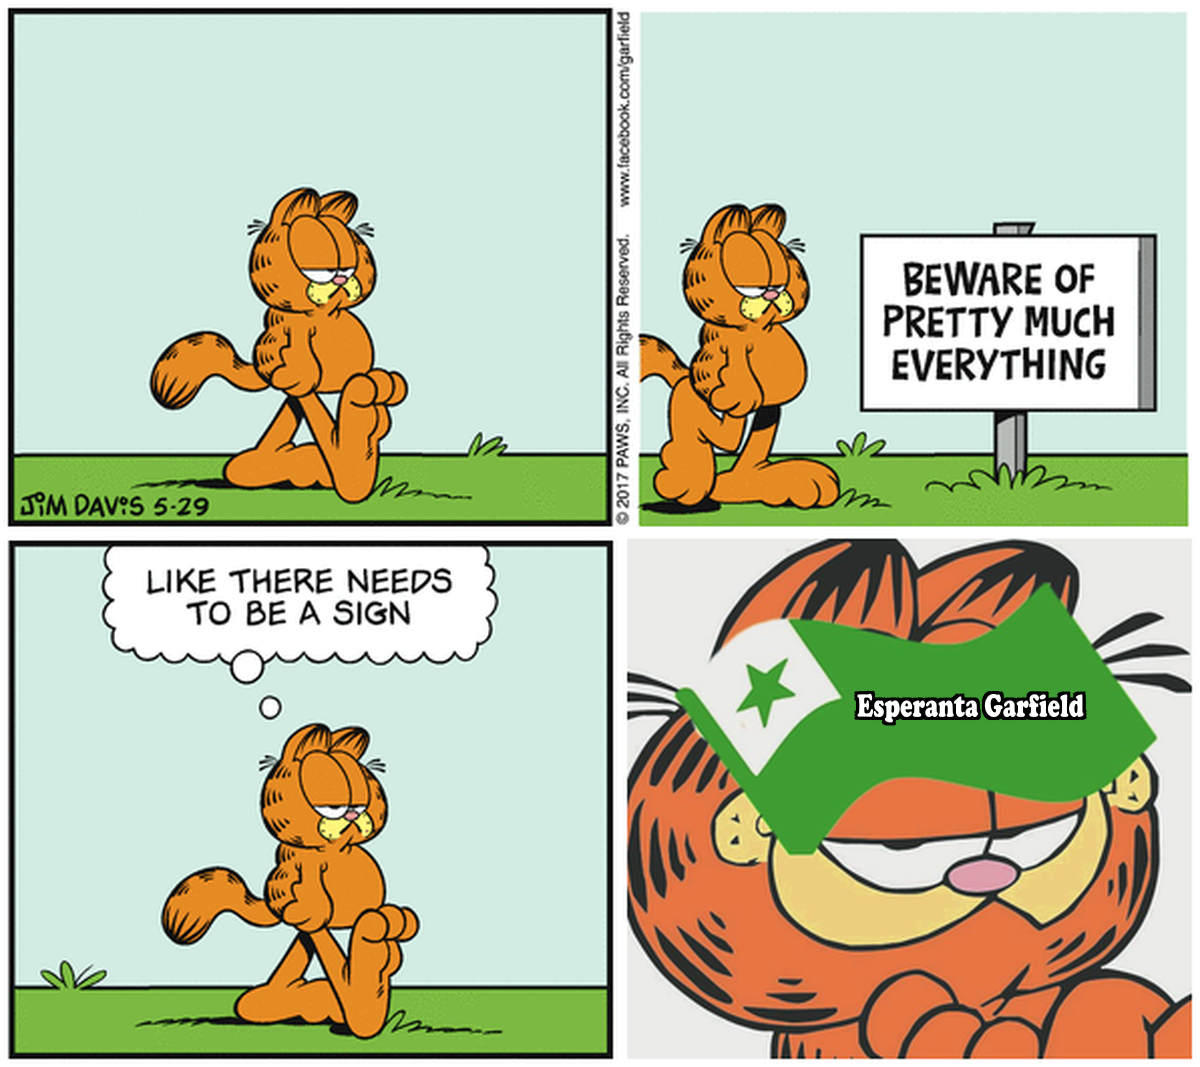 JIM DAVIS 5-29
© 2017 PAWS, INC. All Rights Reserved. www.facebook.com/garfield
BEWARE OF
PRETTY MUCH
EVERYTHING
LIKE THERE NEEDS
TO BE A SIGN
Esperanta Garfield